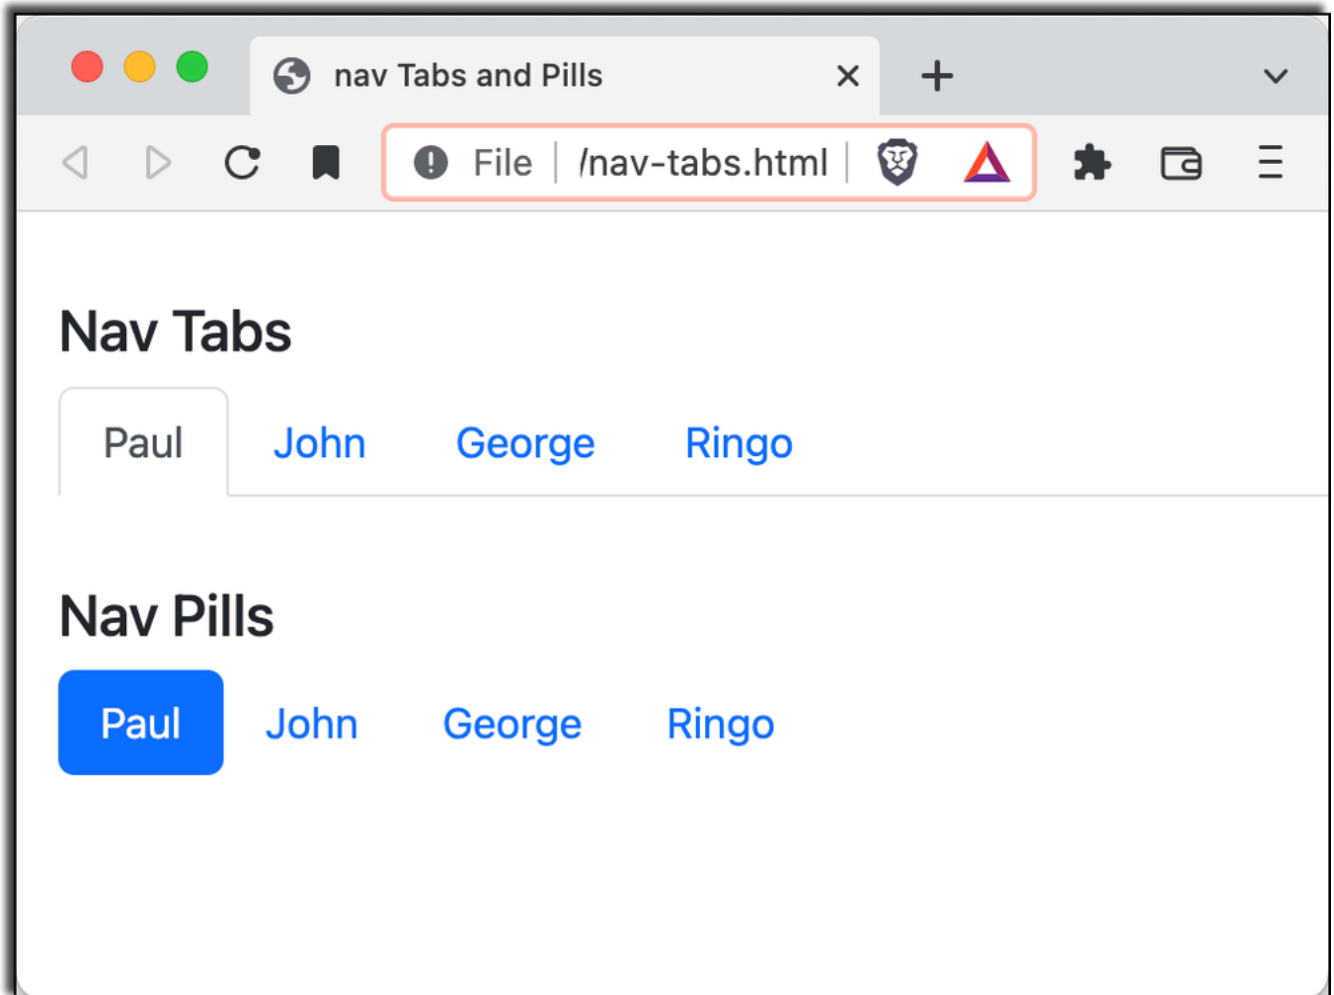 nav Tabs and Pills
File /nav-tabs.html
Nav Tabs
Paul John George Ringo
Nav Pills
Paul John George Ringo